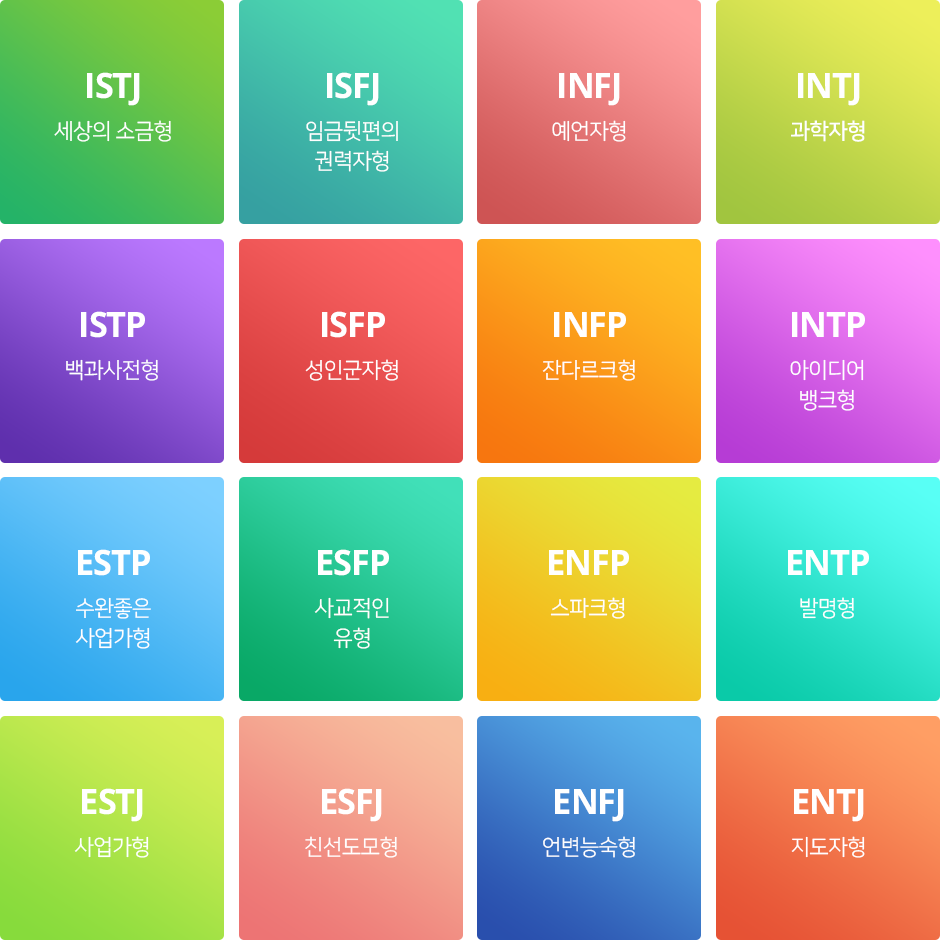 ISTJ
세상의 소금형
ISFJ
임금뒷편의
권력자형
INFJ
예언자형
INTJ
과학자형
ISTP
백과사전형
ISFP
성인군자형
INFP
잔다르크형
INTP
아이디어
뱅크형
ESTP
수완좋은
사업가형
ESFP
사교적인
유형
ENFP
스파크형
ENTP
발명형
ESTJ
사업가형
ESFJ
친선도모형
ENFJ
언변능숙형
ENTJ
지도자형